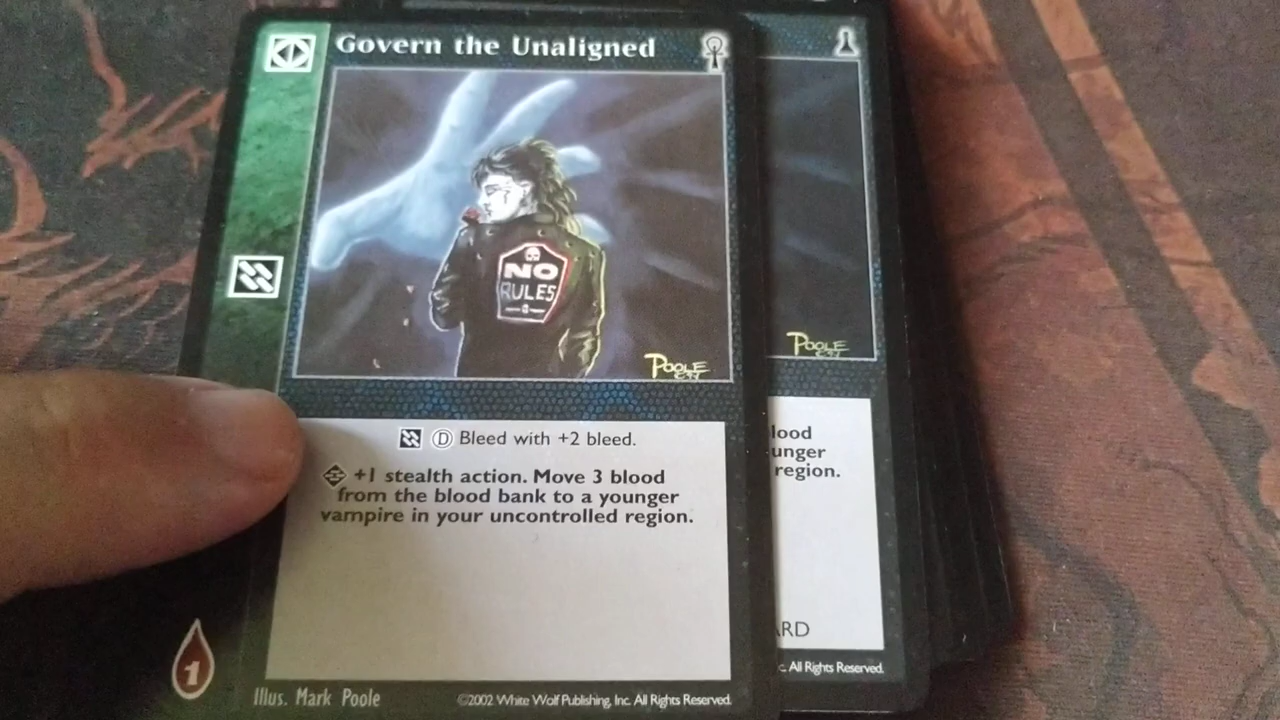 Govern the Unaligned
NO
RULES
POOLE
POOLE
D Bleed with +2 bleed.
+1 stealth action. Move 3 blood
from the blood bank to a younger
vampire in your uncontrolled region.
1
Illus. Mark Poole
©2002 White Wolf Publishing, Inc. All Rights Reserved.
lood
unger
region.
ARD
c. All Rights Reserved.